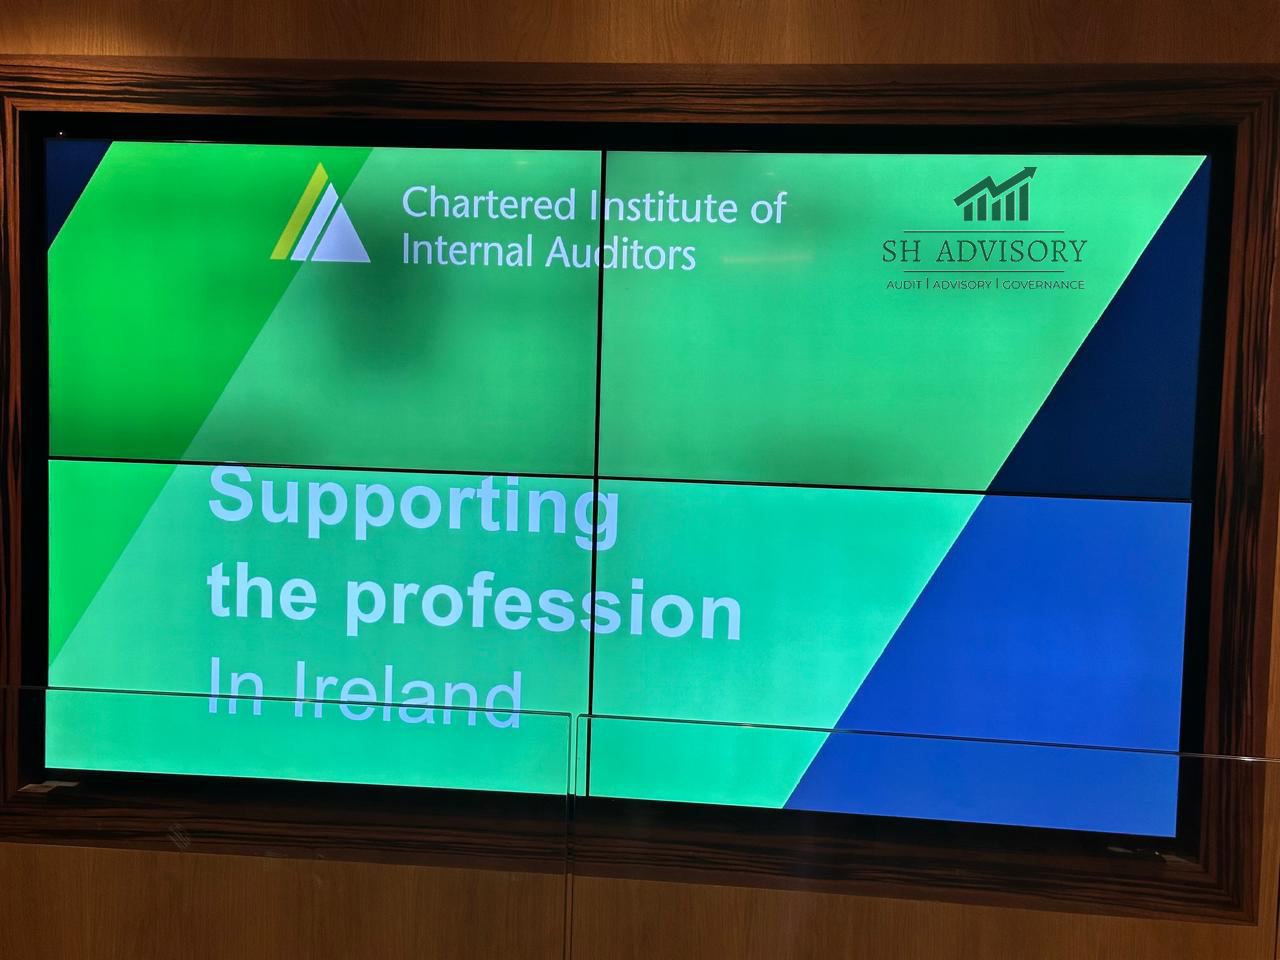 Chartered Institute of
Internal Auditors
SH ADVISORY
AUDIT | ADVISORY | GOVERNANCE
Supporting
the profession
In Ireland